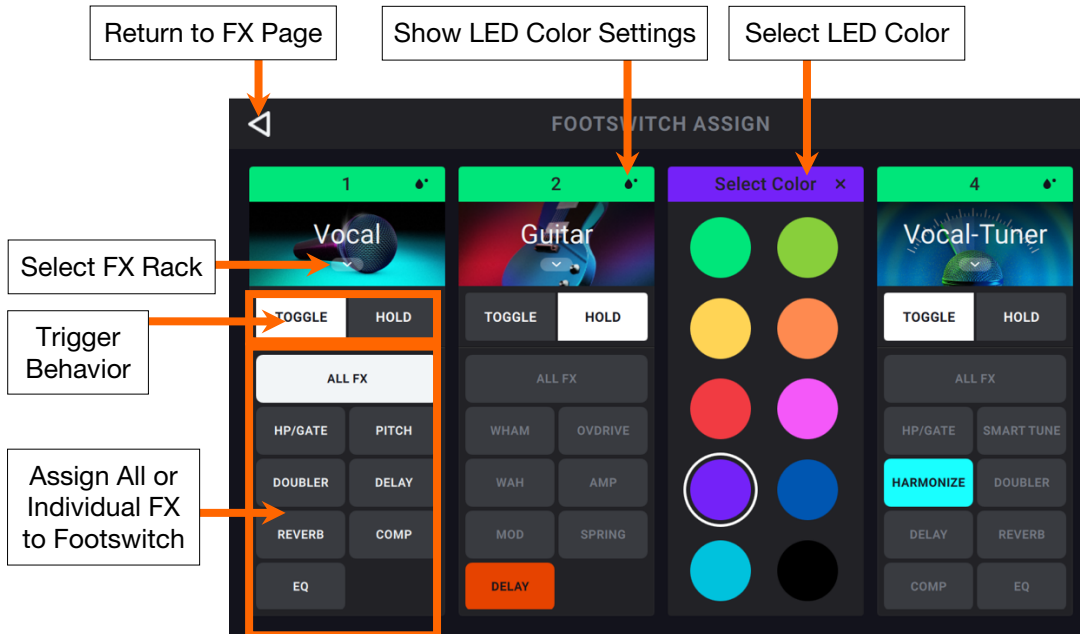 Return to FX Page
Show LED Color Settings
Select LED Color
FOOTSWITCH ASSIGN
1
Vocal
Select FX Rack
TOGGLE HOLD
Trigger
Behavior
ALL FX
HP/GATE PITCH
DOUBLER DELAY
REVERB COMP
EQ
Assign All or
Individual FX
to Footswitch
2
Guitar
TOGGLE HOLD
ALL FX
WHAM OVDRIVE
WAH AMP
MOD SPRING
DELAY
Select Color ×
4
Vocal-Tuner
TOGGLE HOLD
ALL FX
HP/GATE SMART TUNE
HARMONIZE DOUBLER
DELAY REVERB
COMP EQ